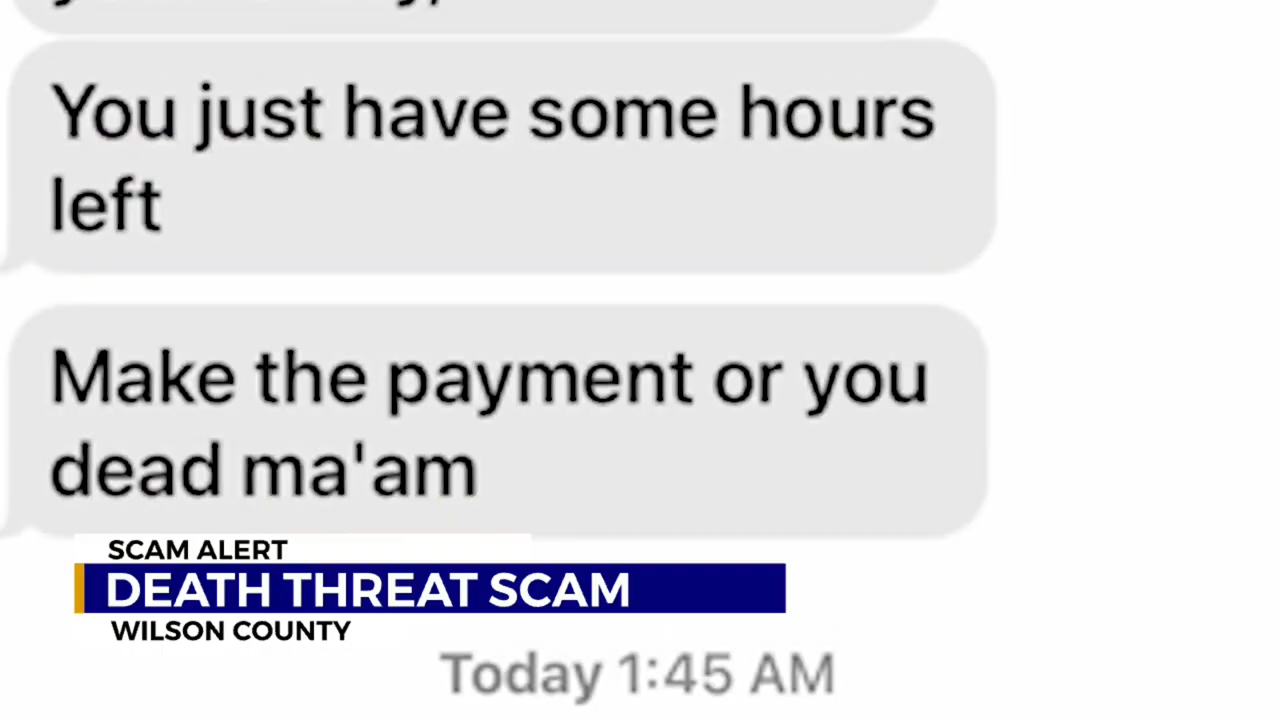 You just have some hours
left
Make the payment or you
dead ma'am
SCAM ALERT
DEATH THREAT SCAM
WILSON COUNTY
Today 1:45 AM